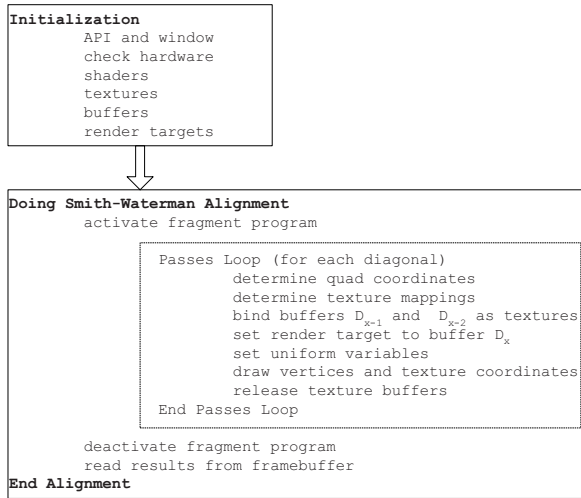 Initialization
API and window
check hardware
shaders
textures
buffers
render targets
Doing Smith-Waterman Alignment
activate fragment program
Passes Loop (for each diagonal)
determine quad coordinates
determine texture mappings
bind buffers Dx-1 and Dx-2 as textures
set render target to buffer Dx
set uniform variables
draw vertices and texture coordinates
release texture buffers
End Passes Loop
deactivate fragment program
read results from framebuffer
End Alignment